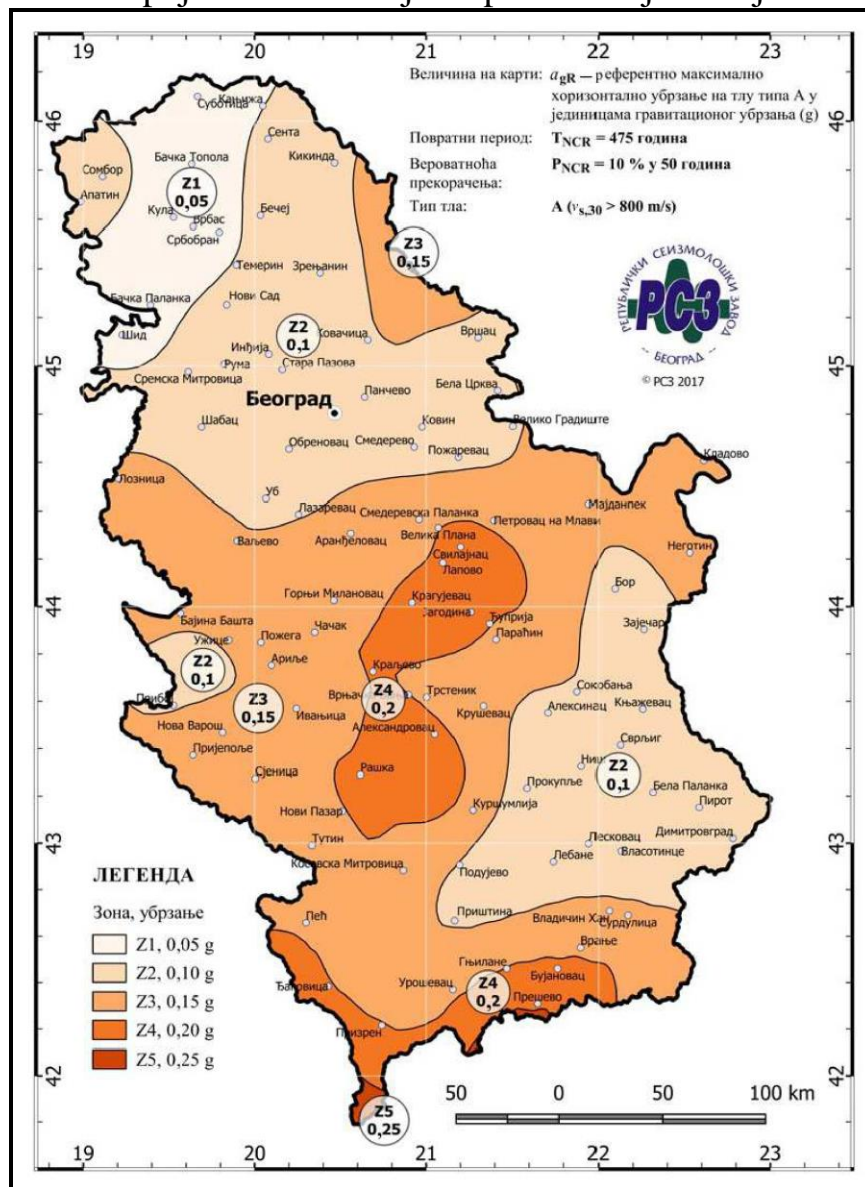 19 20 21 22 23
Величина на карти: agR — референтно максимално
хоризонтално убрзање на тлу типа А у
јединицама гравитационог убрзања (g)
Повратни период: TNCR = 475 година
Вероватноћа PNCR = 10 % у 50 година
прекорачења:
Тип тла: А (vs,30 > 800 m/s)
РЕПУБЛИЧКИ СЕИЗМОЛОШКИ ЗАВОД
РСЗ
БЕОГРАД
© РСЗ 2017
46
46
Суботица
Кањижа
Сента
Бачка Топола
Кикинда
Сомбор
Z1
0,05
Апатин
Кула
Врбас
Бечеј
Србобран
Z3
0,15
Темерин
Зрењанин
Бачка Паланка
Нови Сад
Шид
Z2
0,1
Ковачица
Вршац
Инђија
45
45
Рума
Стара Пазова
Сремска Митровица
Панчево
Бела Црква
Београд
Шабац
Ковин
Велико Градиште
Обреновац
Смедерево
Пожаревац
Кладово
Лозница
Уб
Лазаревац
Смедеревска Паланка
Мајданпек
Петровац на Млави
Ваљево
Аранђеловац
Велика Плана
Свилајнац
Неготин
Лапово
Бор
44
44
Горњи Милановац
Крагујевац
Јагодина
Бајина Башта
Чачак
Ћуприја
Зајечар
Ужице
Пожега
Параћин
Ариље
Z2
0,1
Краљево
Сокобања
Z3
0,15
Z4
0,2
Трстеник
Књажевац
Ивањица
Крушевац
Алексинац
Нова Варош
Александровац
Сврљиг
Пријепоље
Рашка
Сјеница
Z2
0,1
Прокупље
Бела Паланка
Пирот
Нови Пазар
Куршумлија
43
43
Тутин
Лесковац
Димитровград
Власотинце
Косовска Митровица
Лебане
Подујево
Пећ
Приштина
Владичин Хан
Сурдулица
Врање
Гњилане
Бујановац
Ђаковица
Урошевац
Z4
0,2
Прешево
Призрен
42
42
Z5
0,25
ЛЕГЕНДА
Зона, убрзање
Z1, 0,05 g
Z2, 0,10 g
Z3, 0,15 g
Z4, 0,20 g
Z5, 0,25 g
50 0 50 100 km
19 20 21 22 23